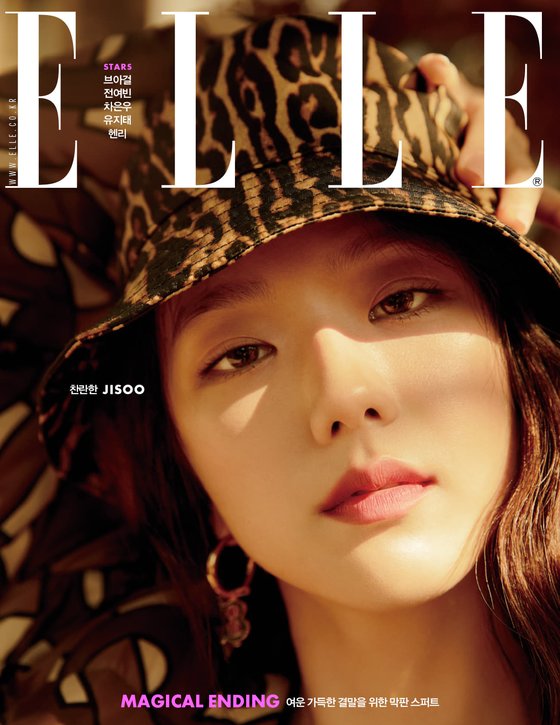 ELLE
®
WWW.ELLE.CO.KR
STARS
브아걸
전여빈
차은우
유지태
헨리
찬란한 JISOO
MAGICAL ENDING 여운 가득한 결말을 위한 막판 스퍼트